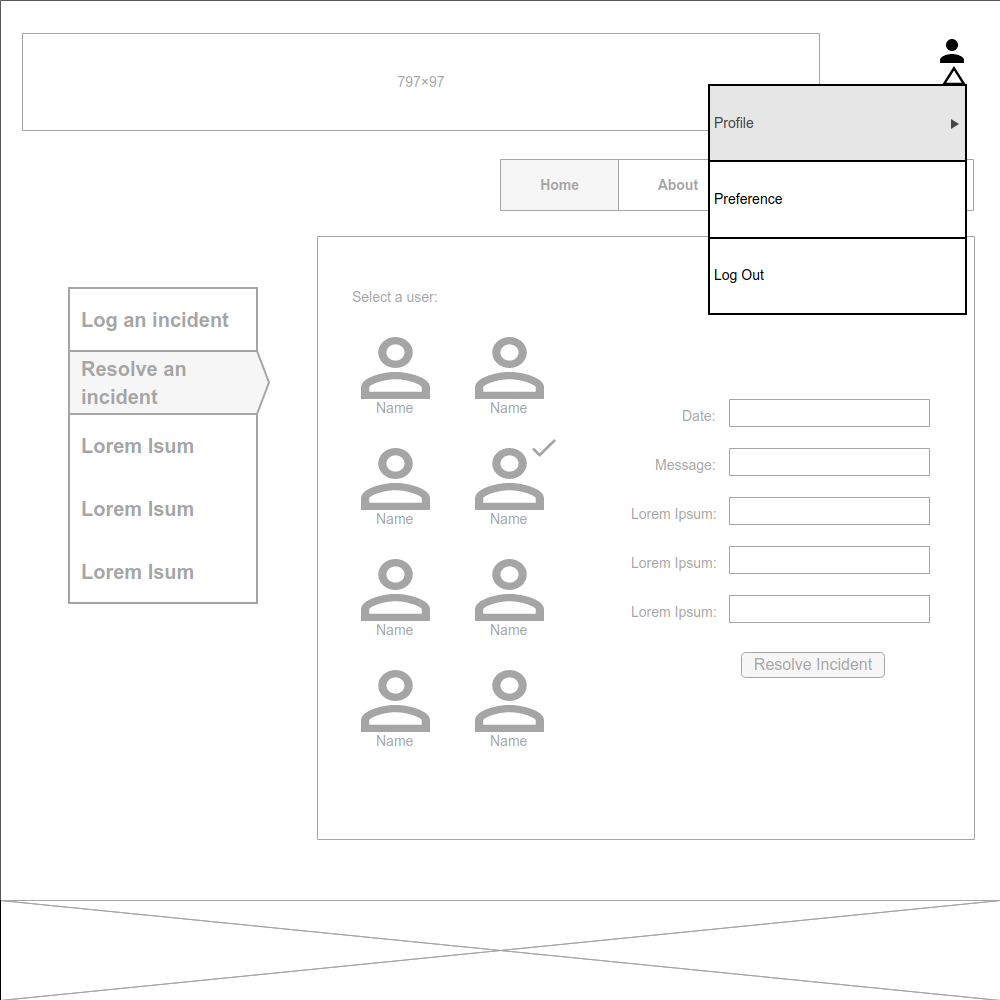 797×97
Profile
Preference
Log Out
Home
About
Log an incident
Resolve an
incident
Lorem Isum
Lorem Isum
Lorem Isum
Select a user:
Name
Name
Name
Name
Name
Name
Name
Name
Date:
Message:
Lorem Ipsum:
Lorem Ipsum:
Lorem Ipsum:
Resolve Incident